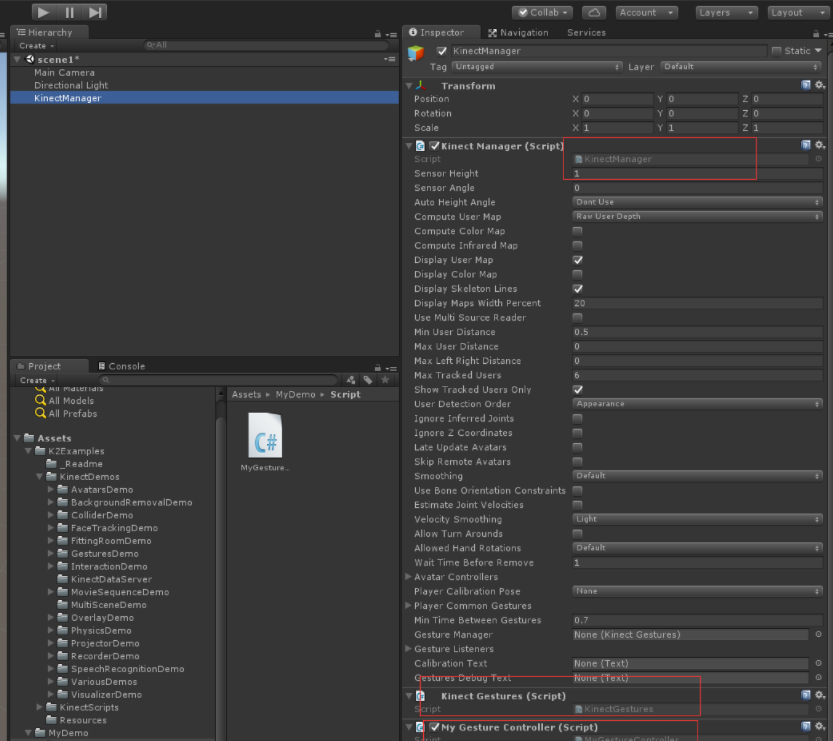 Collab
Account
Layers
Layout
Hierarchy
Create
All
scene1*
Main Camera
Directional Light
KinectManager
Project
Console
Create
All Materials
All Models
All Prefabs
Assets
K2Examples
_Readme
KinectDemos
AvatarsDemo
BackgroundRemovalDemo
ColliderDemo
FaceTrackingDemo
FittingRoomDemo
GesturesDemo
InteractionDemo
KinectDataServer
MovieSequenceDemo
MultiSceneDemo
OverlayDemo
PhysicsDemo
ProjectorDemo
RecorderDemo
SpeechRecognitionDemo
VariousDemos
VisualizerDemo
KinectScripts
Resources
MyDemo
Assets ▸ MyDemo ▸ Script
C#
MyGesture...
Inspector
Navigation
Services
KinectManager Static
Tag Untagged Layer Default
Transform
Position X 0 Y 0 Z 0
Rotation X 0 Y 0 Z 0
Scale X 1 Y 1 Z 1
Kinect Manager (Script)
Script KinectManager
Sensor Height 1
Sensor Angle 0
Auto Height Angle Dont Use
Compute User Map Raw User Depth
Compute Color Map
Compute Infrared Map
Display User Map
Display Color Map
Display Skeleton Lines
Display Maps Width Percent 20
Use Multi Source Reader
Min User Distance 0.5
Max User Distance 0
Max Left Right Distance 0
Max Tracked Users 6
Show Tracked Users Only
User Detection Order Appearance
Ignore Inferred Joints
Ignore Z Coordinates
Late Update Avatars
Skip Remote Avatars
Smoothing Default
Use Bone Orientation Constraints
Estimate Joint Velocities
Velocity Smoothing Light
Allow Turn Arounds
Allowed Hand Rotations Default
Wait Time Before Remove 1
Avatar Controllers
Player Calibration Pose None
Player Common Gestures
Min Time Between Gestures 0.7
Gesture Manager None (Kinect Gestures)
Gesture Listeners
Calibration Text None (Text)
Gestures Debug Text None (Text)
Kinect Gestures (Script)
Script KinectGestures
My Gesture Controller (Script)
Script MyGestureController